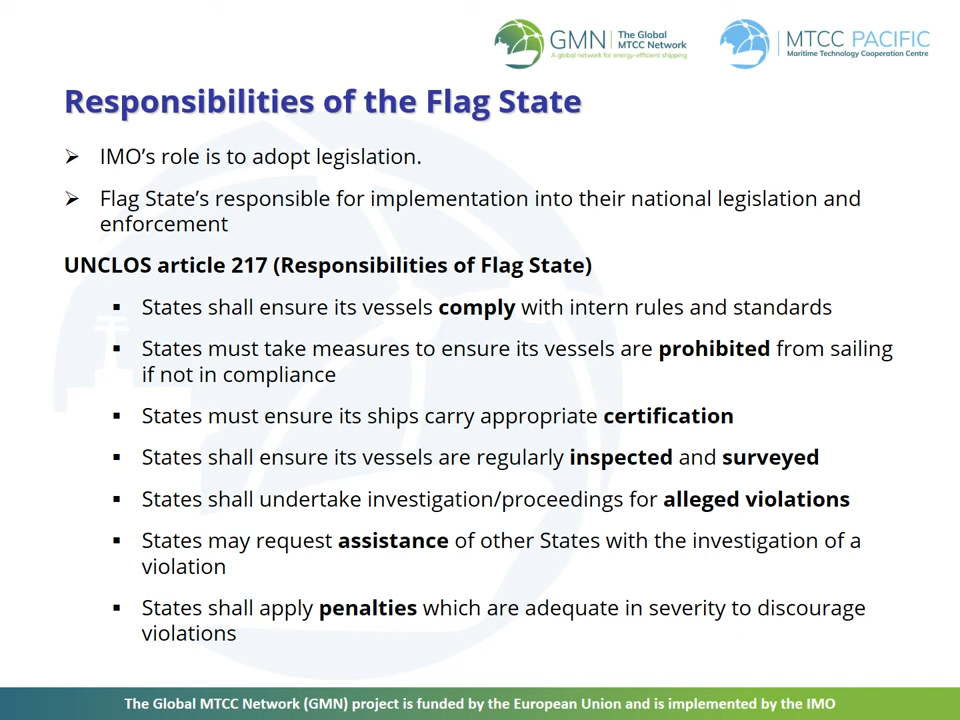 GMN
The Global
MTCC Network
A global network for energy-efficient shipping
MTCC PACIFIC
Maritime Technology Cooperation Centre
Responsibilities of the Flag State
➢ IMO’s role is to adopt legislation.
➢ Flag State’s responsible for implementation into their national legislation and
enforcement
UNCLOS article 217 (Responsibilities of Flag State)
▪ States shall ensure its vessels comply with intern rules and standards
▪ States must take measures to ensure its vessels are prohibited from sailing
if not in compliance
▪ States must ensure its ships carry appropriate certification
▪ States shall ensure its vessels are regularly inspected and surveyed
▪ States shall undertake investigation/proceedings for alleged violations
▪ States may request assistance of other States with the investigation of a
violation
▪ States shall apply penalties which are adequate in severity to discourage
violations
The Global MTCC Network (GMN) project is funded by the European Union and is implemented by the IMO